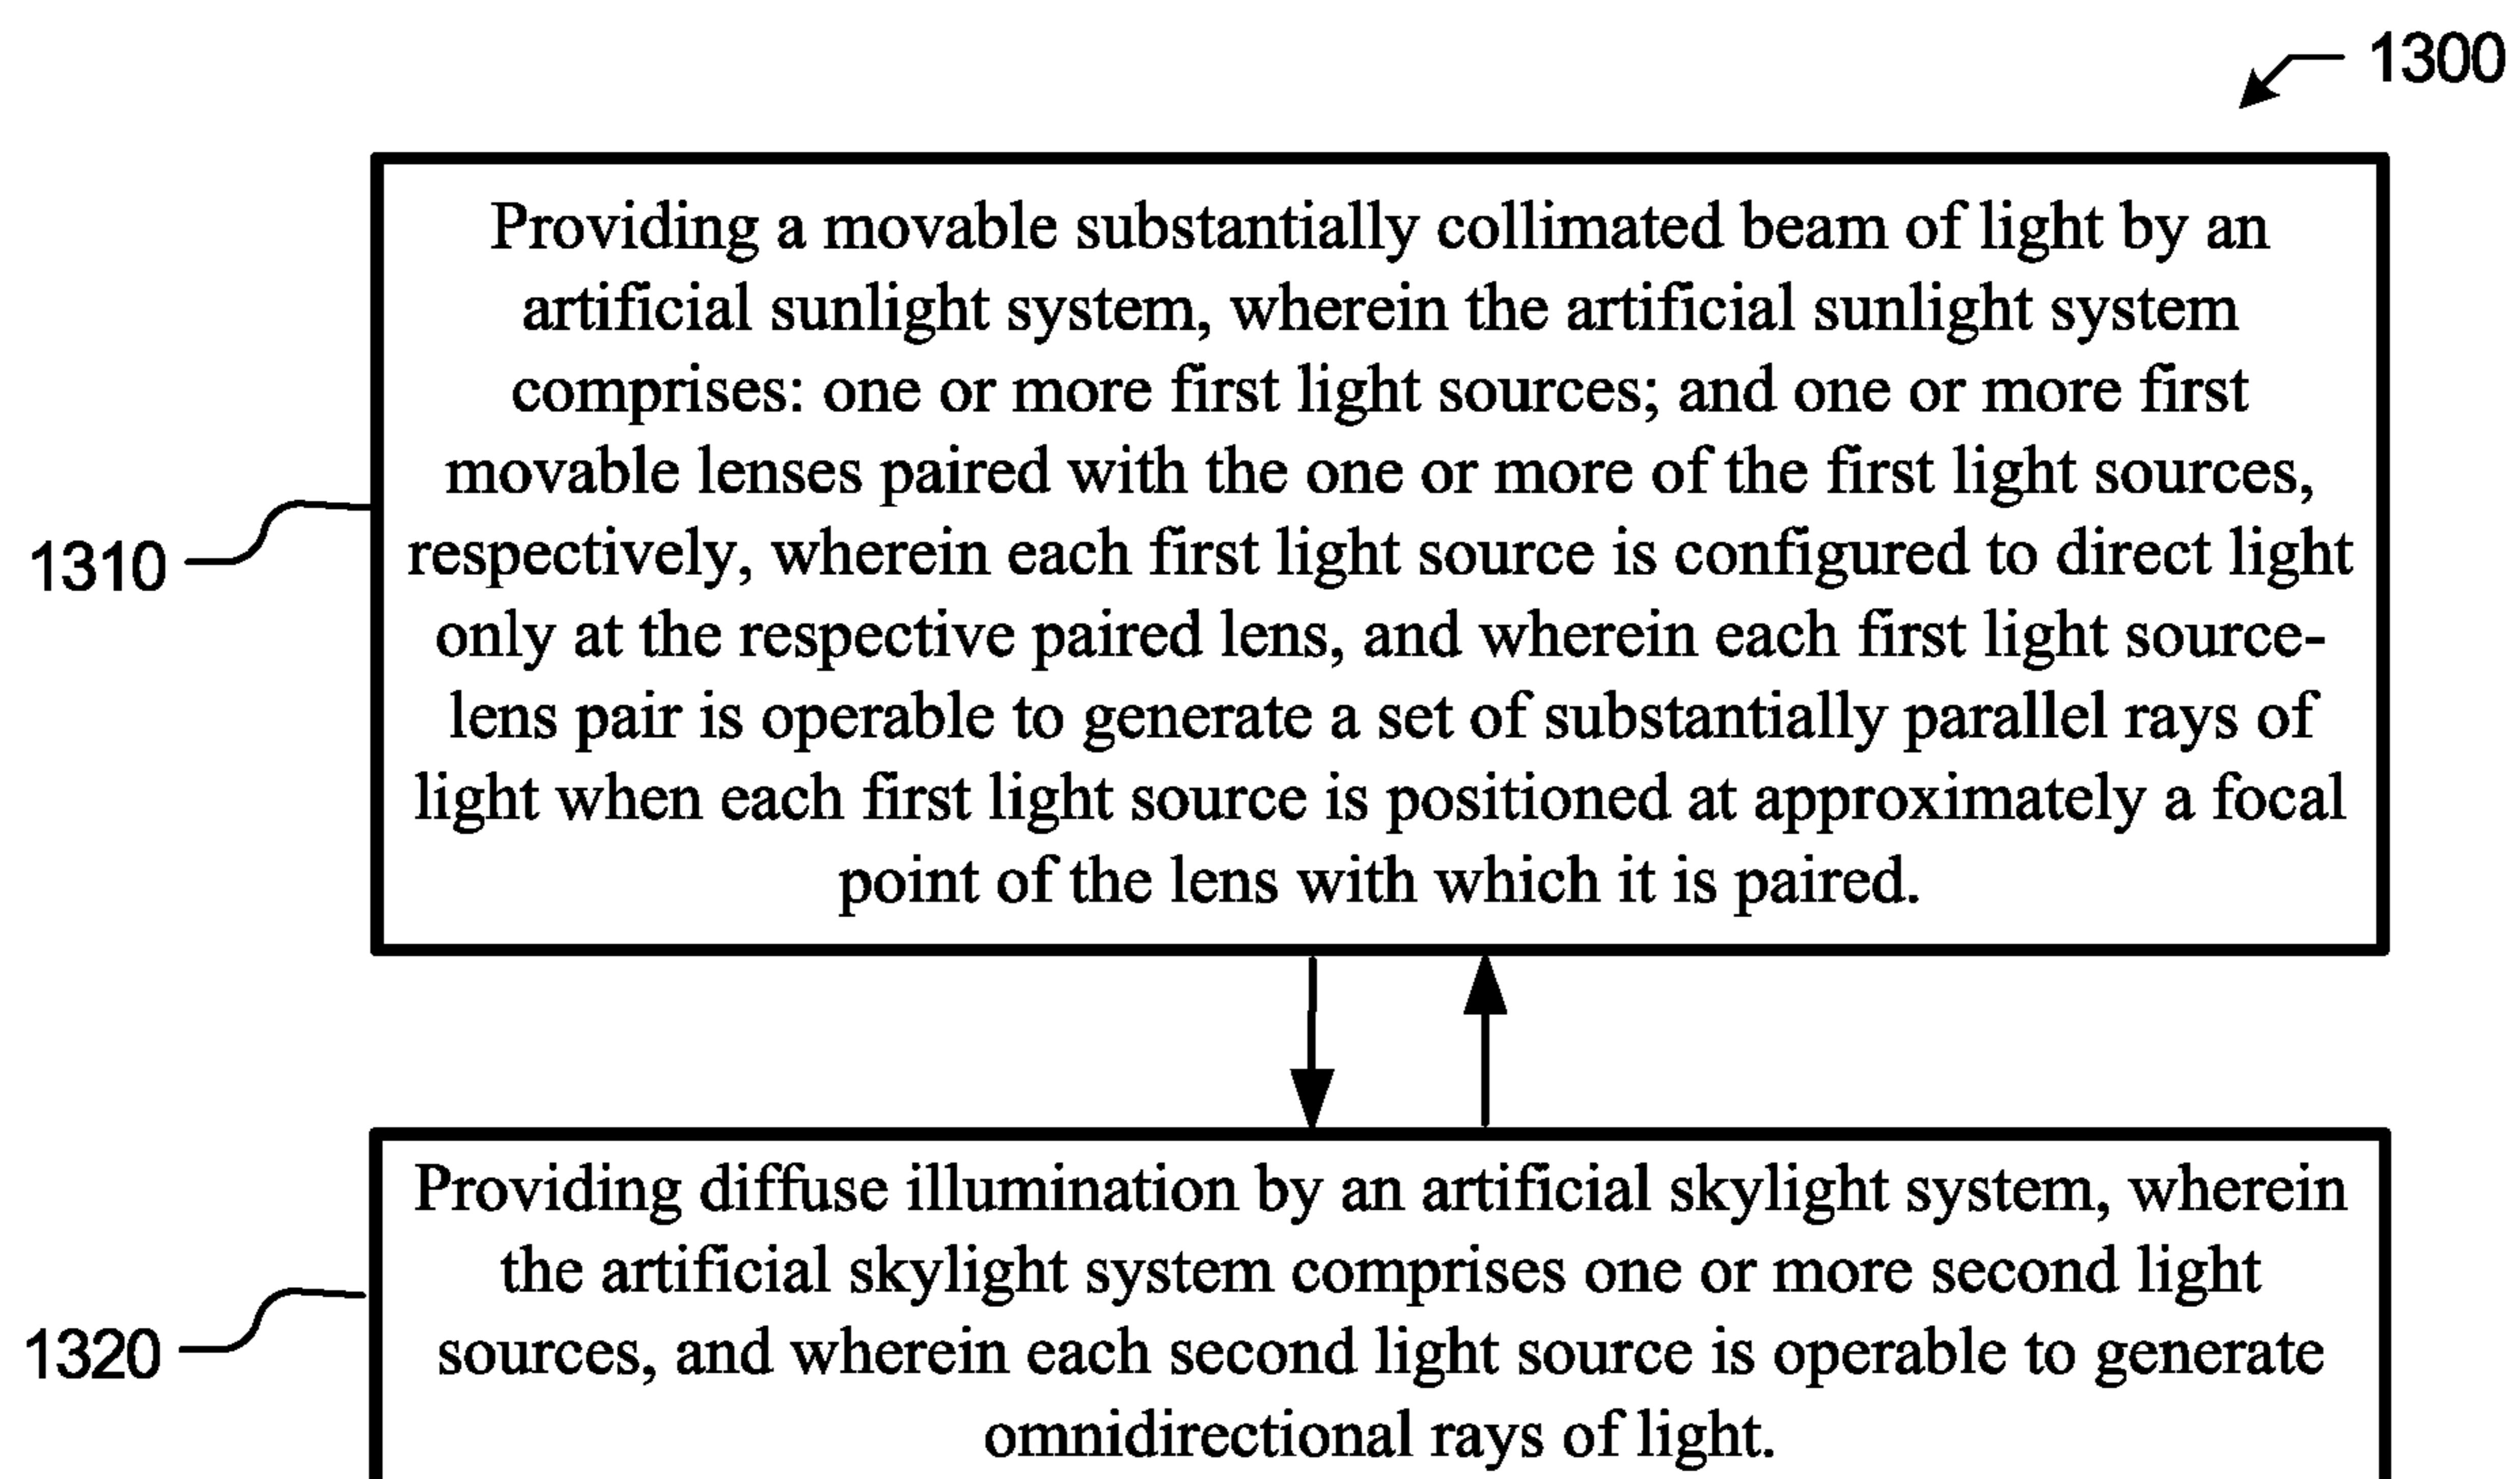 1300
Providing a movable substantially collimated beam of light by an
artificial sunlight system, wherein the artificial sunlight system
comprises: one or more first light sources; and one or more first
movable lenses paired with the one or more of the first light sources,
respectively, wherein each first light source is configured to direct light
only at the respective paired lens, and wherein each first light source-
lens pair is operable to generate a set of substantially parallel rays of
light when each first light source is positioned at approximately a focal
point of the lens with which it is paired.
1310
Providing diffuse illumination by an artificial skylight system, wherein
the artificial skylight system comprises one or more second light
sources, and wherein each second light source is operable to generate
omnidirectional rays of light.
1320